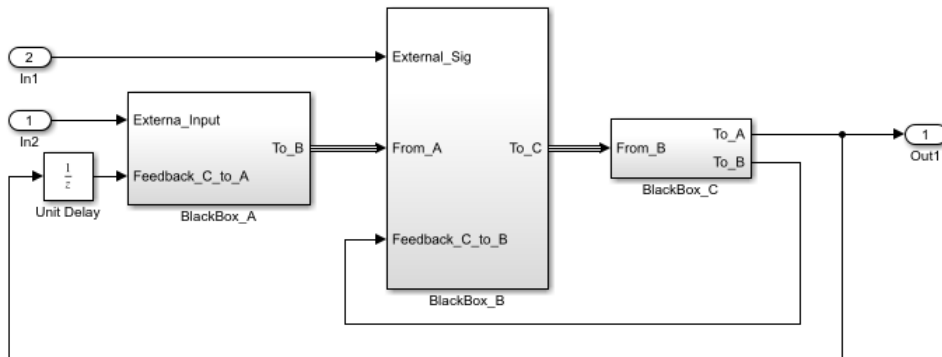 2
In1
External_Sig
1
In2
Externa_Input
To_B
From_A
To_C
From_B
To_A
To_B
1
Out1
1
z
Unit Delay
Feedback_C_to_A
BlackBox_A
BlackBox_C
Feedback_C_to_B
BlackBox_B